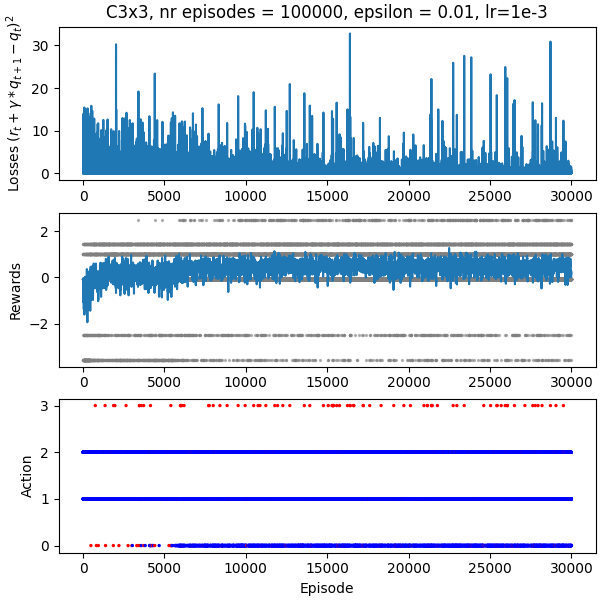 C3x3, nr episodes = 100000, epsilon = 0.01, lr=1e-3
Losses (r_t + γ * q_{t+1} − q_t)^2
30
20
10
0
0 5000 10000 15000 20000 25000 30000
Rewards
2
0
−2
0 5000 10000 15000 20000 25000 30000
Action
3
2
1
0
0 5000 10000 15000 20000 25000 30000
Episode